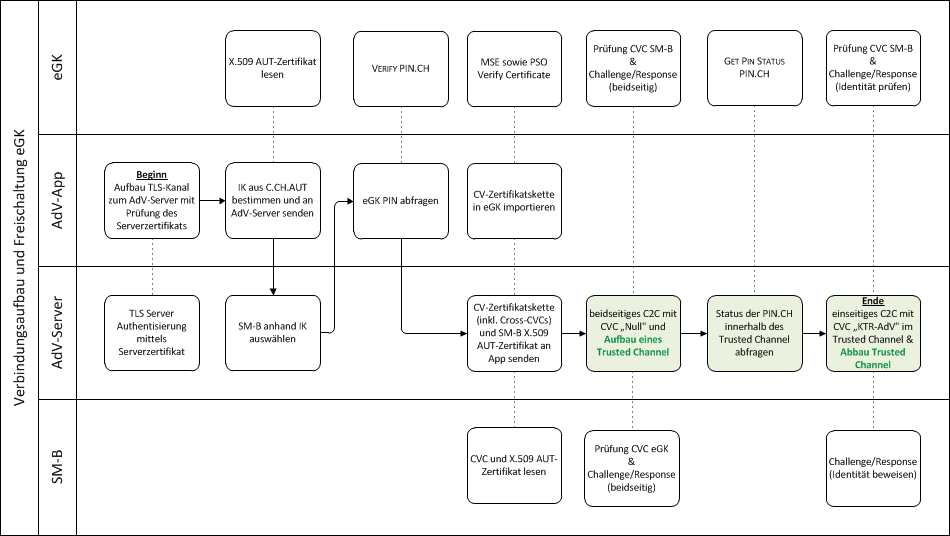 Verbindungsaufbau und Freischaltung eGK
eGK
X.509 AUT-Zertifikat
lesen
VERIFY PIN.CH
MSE sowie PSO
Verify Certificate
Prüfung CVC SM-B
&
Challenge/Response
(beidseitig)
GET PIN STATUS
PIN.CH
Prüfung CVC SM-B
&
Challenge/Response
(Identität prüfen)
AdV-App
Beginn
Aufbau TLS-Kanal
zum AdV-Server mit
Prüfung des
Serverzertifikats
IK aus C.CH.AUT
bestimmen und an
AdV-Server senden
eGK PIN abfragen
CV-Zertifikatskette
in eGK importieren
AdV-Server
TLS Server
Authentisierung
mittels
Serverzertifikat
SM-B anhand IK
auswählen
CV-Zertifikatskette
(inkl. Cross-CVCs)
und SM-B X.509
AUT-Zertifikat an
App senden
beidseitiges C2C mit
CVC „Null" und
Aufbau eines
Trusted Channel
Status der PIN.CH
innerhalb des
Trusted Channel
abfragen
Ende
einseitiges C2C mit
CVC „KTR-AdV" im
Trusted Channel &
Abbau Trusted
Channel
SM-B
CVC und X.509 AUT-
Zertifikat lesen
Prüfung CVC eGK
&
Challenge/Response
(beidseitig)
Challenge/Response
(Identität beweisen)